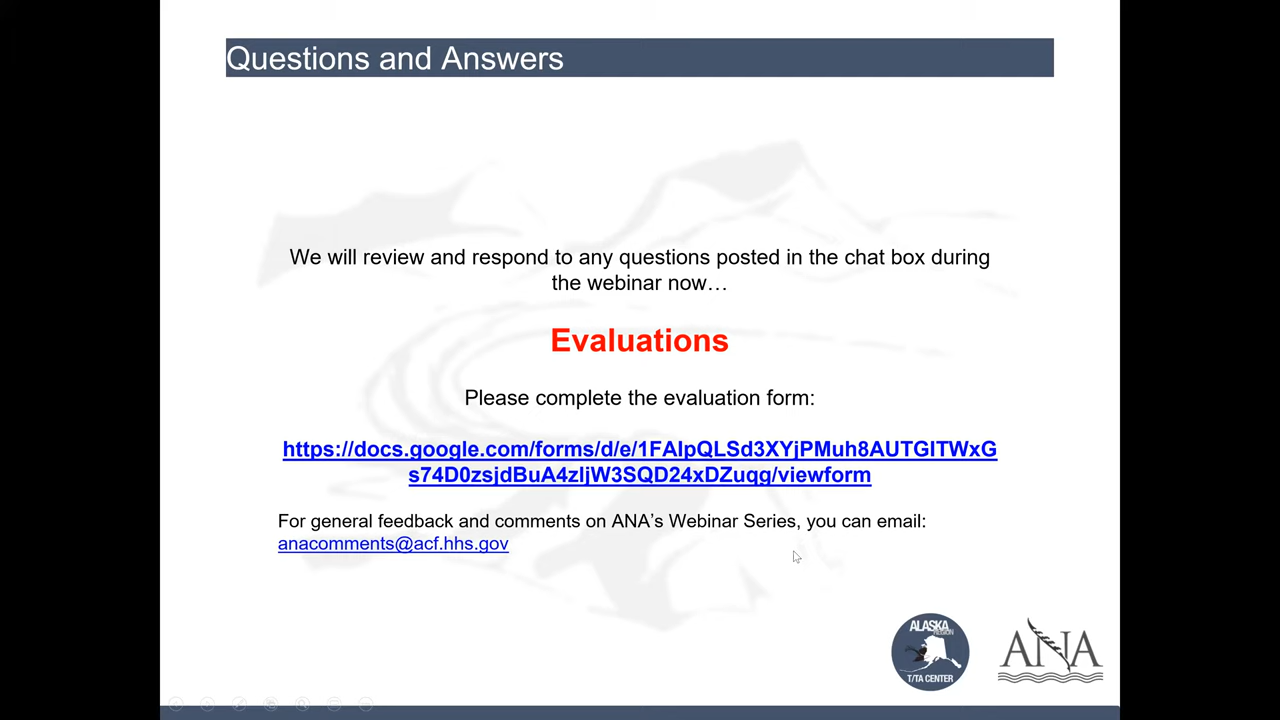 Questions and Answers
We will review and respond to any questions posted in the chat box during
the webinar now…
Evaluations
Please complete the evaluation form:
https://docs.google.com/forms/d/e/1FAIpQLSd3XYjPMuh8AUTGITWxG
s74D0zsjdBuA4zljW3SQD24xDZuqg/viewform
For general feedback and comments on ANA’s Webinar Series, you can email:
anacomments@acf.hhs.gov
ALASKA
REGION
T/TA CENTER
ANA